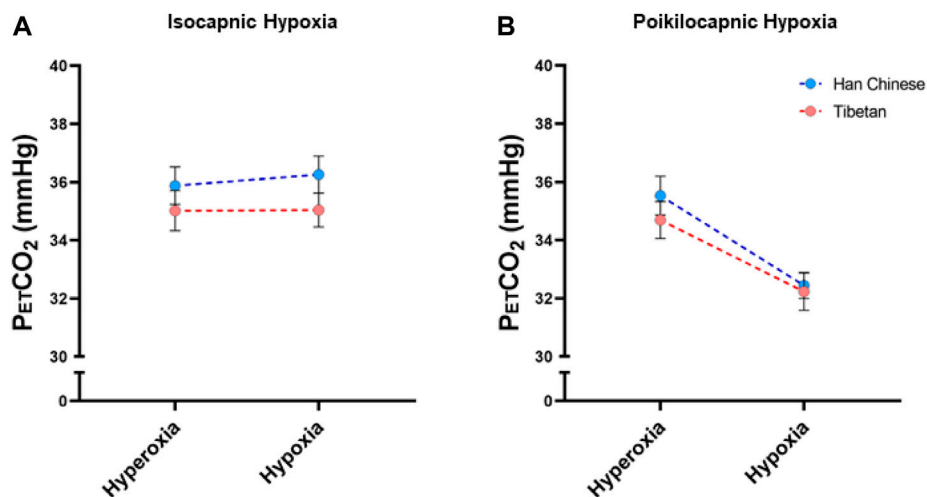 A
Isocapnic Hypoxia
40
38
36
34
32
30
0
PETCO2 (mmHg)
Hyperoxia
Hypoxia
B
Poikilocapnic Hypoxia
40
38
36
34
32
30
0
PETCO2 (mmHg)
Han Chinese
Tibetan
Hyperoxia
Hypoxia